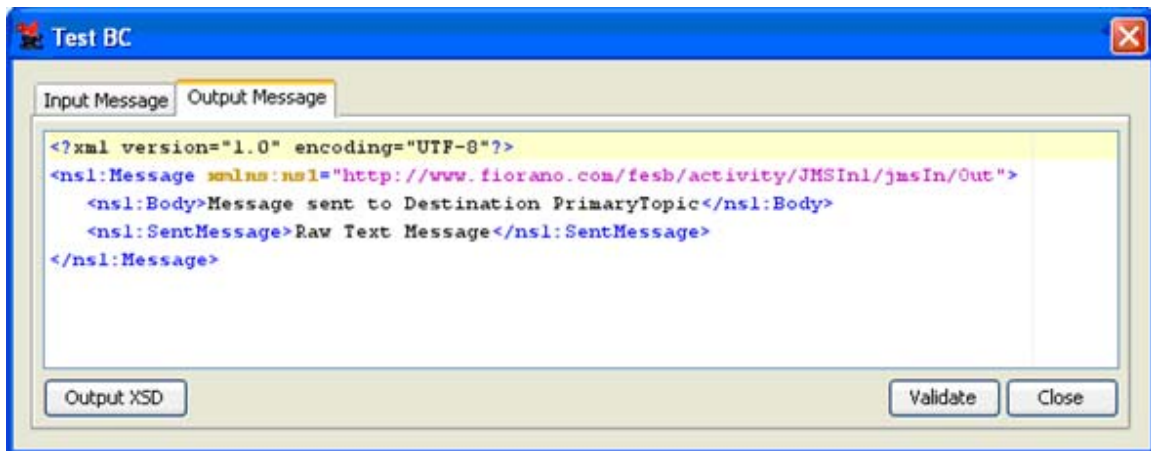 Test BC
Input Message
Output Message
<?xml version="1.0" encoding="UTF-8"?>
<ns1:Message xmlns:ns1="http://www.fiorano.com/fesb/activity/JMSIn1/jmsIn/Out">
<ns1:Body>Message sent to Destination PrimaryTopic</ns1:Body>
<ns1:SentMessage>Raw Text Message</ns1:SentMessage>
</ns1:Message>
Output XSD
Validate
Close